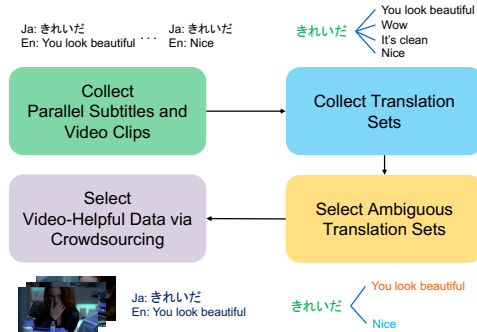 Ja: きれいだ
En: You look beautiful
...
Ja: きれいだ
En: Nice
きれいだ
You look beautiful
Wow
It's clean
Nice
Collect
Parallel Subtitles and
Video Clips
Collect Translation
Sets
Select
Video-Helpful Data via
Crowdsourcing
Select Ambiguous
Translation Sets
Ja: きれいだ
En: You look beautiful
きれいだ
You look beautiful
Nice